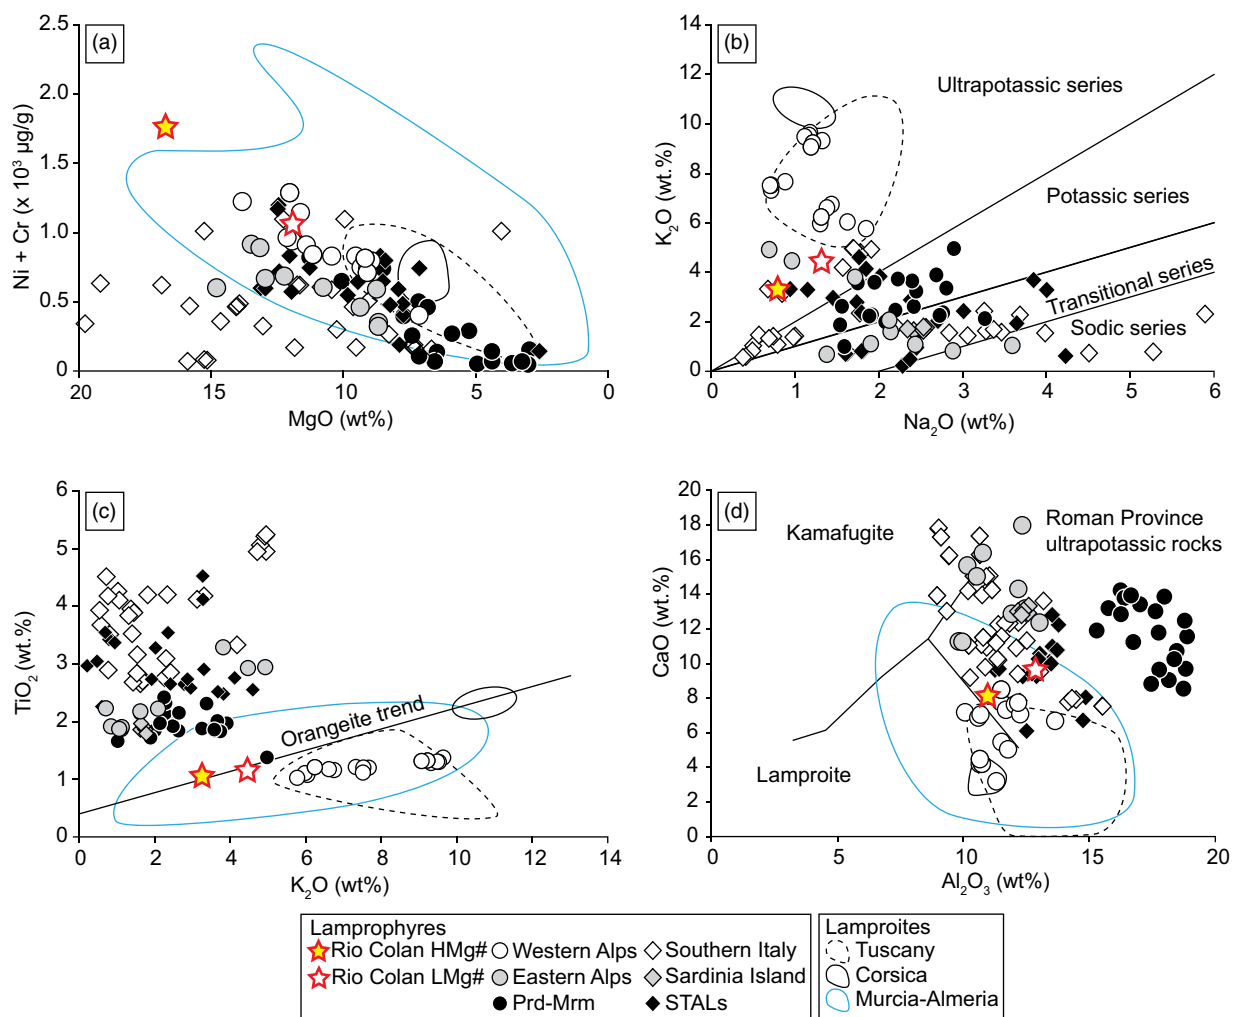 (a)
2.5
2.0
1.5
1.0
0.5
0
Ni + Cr (x 10³ µg/g)
20
15
10
5
0
MgO (wt%)
(b)
14
12
10
8
6
4
2
0
K₂O (wt.%)
Ultrapotassic series
Potassic series
Transitional series
Sodic series
0
1
2
3
4
5
6
Na₂O (wt%)
(c)
6
5
4
3
2
1
0
TiO₂ (wt.%)
Orangeite trend
0
2
4
6
8
10
12
14
K₂O (wt%)
(d)
20
18
16
14
12
10
8
6
4
2
0
CaO (wt.%)
Kamafugite
Roman Province
ultrapotassic rocks
Lamproite
0
5
10
15
20
Al₂O₃ (wt%)
Lamprophyres
Rio Colan HMg#
Western Alps
Southern Italy
Rio Colan LMg#
Eastern Alps
Sardinia Island
Prd-Mrm
STALs
Lamproites
Tuscany
Corsica
Murcia-Almeria